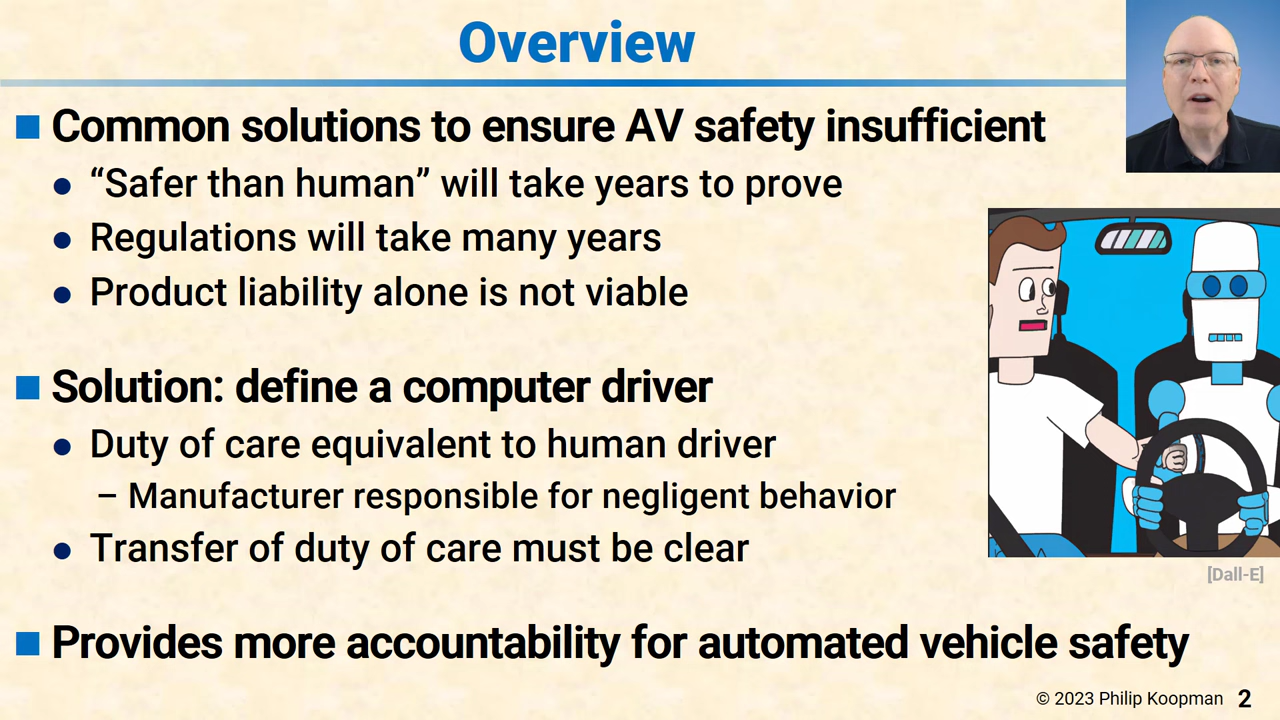 Overview
Common solutions to ensure AV safety insufficient
“Safer than human” will take years to prove
Regulations will take many years
Product liability alone is not viable
Solution: define a computer driver
Duty of care equivalent to human driver
– Manufacturer responsible for negligent behavior
Transfer of duty of care must be clear
[Dall-E]
Provides more accountability for automated vehicle safety
© 2023 Philip Koopman 2